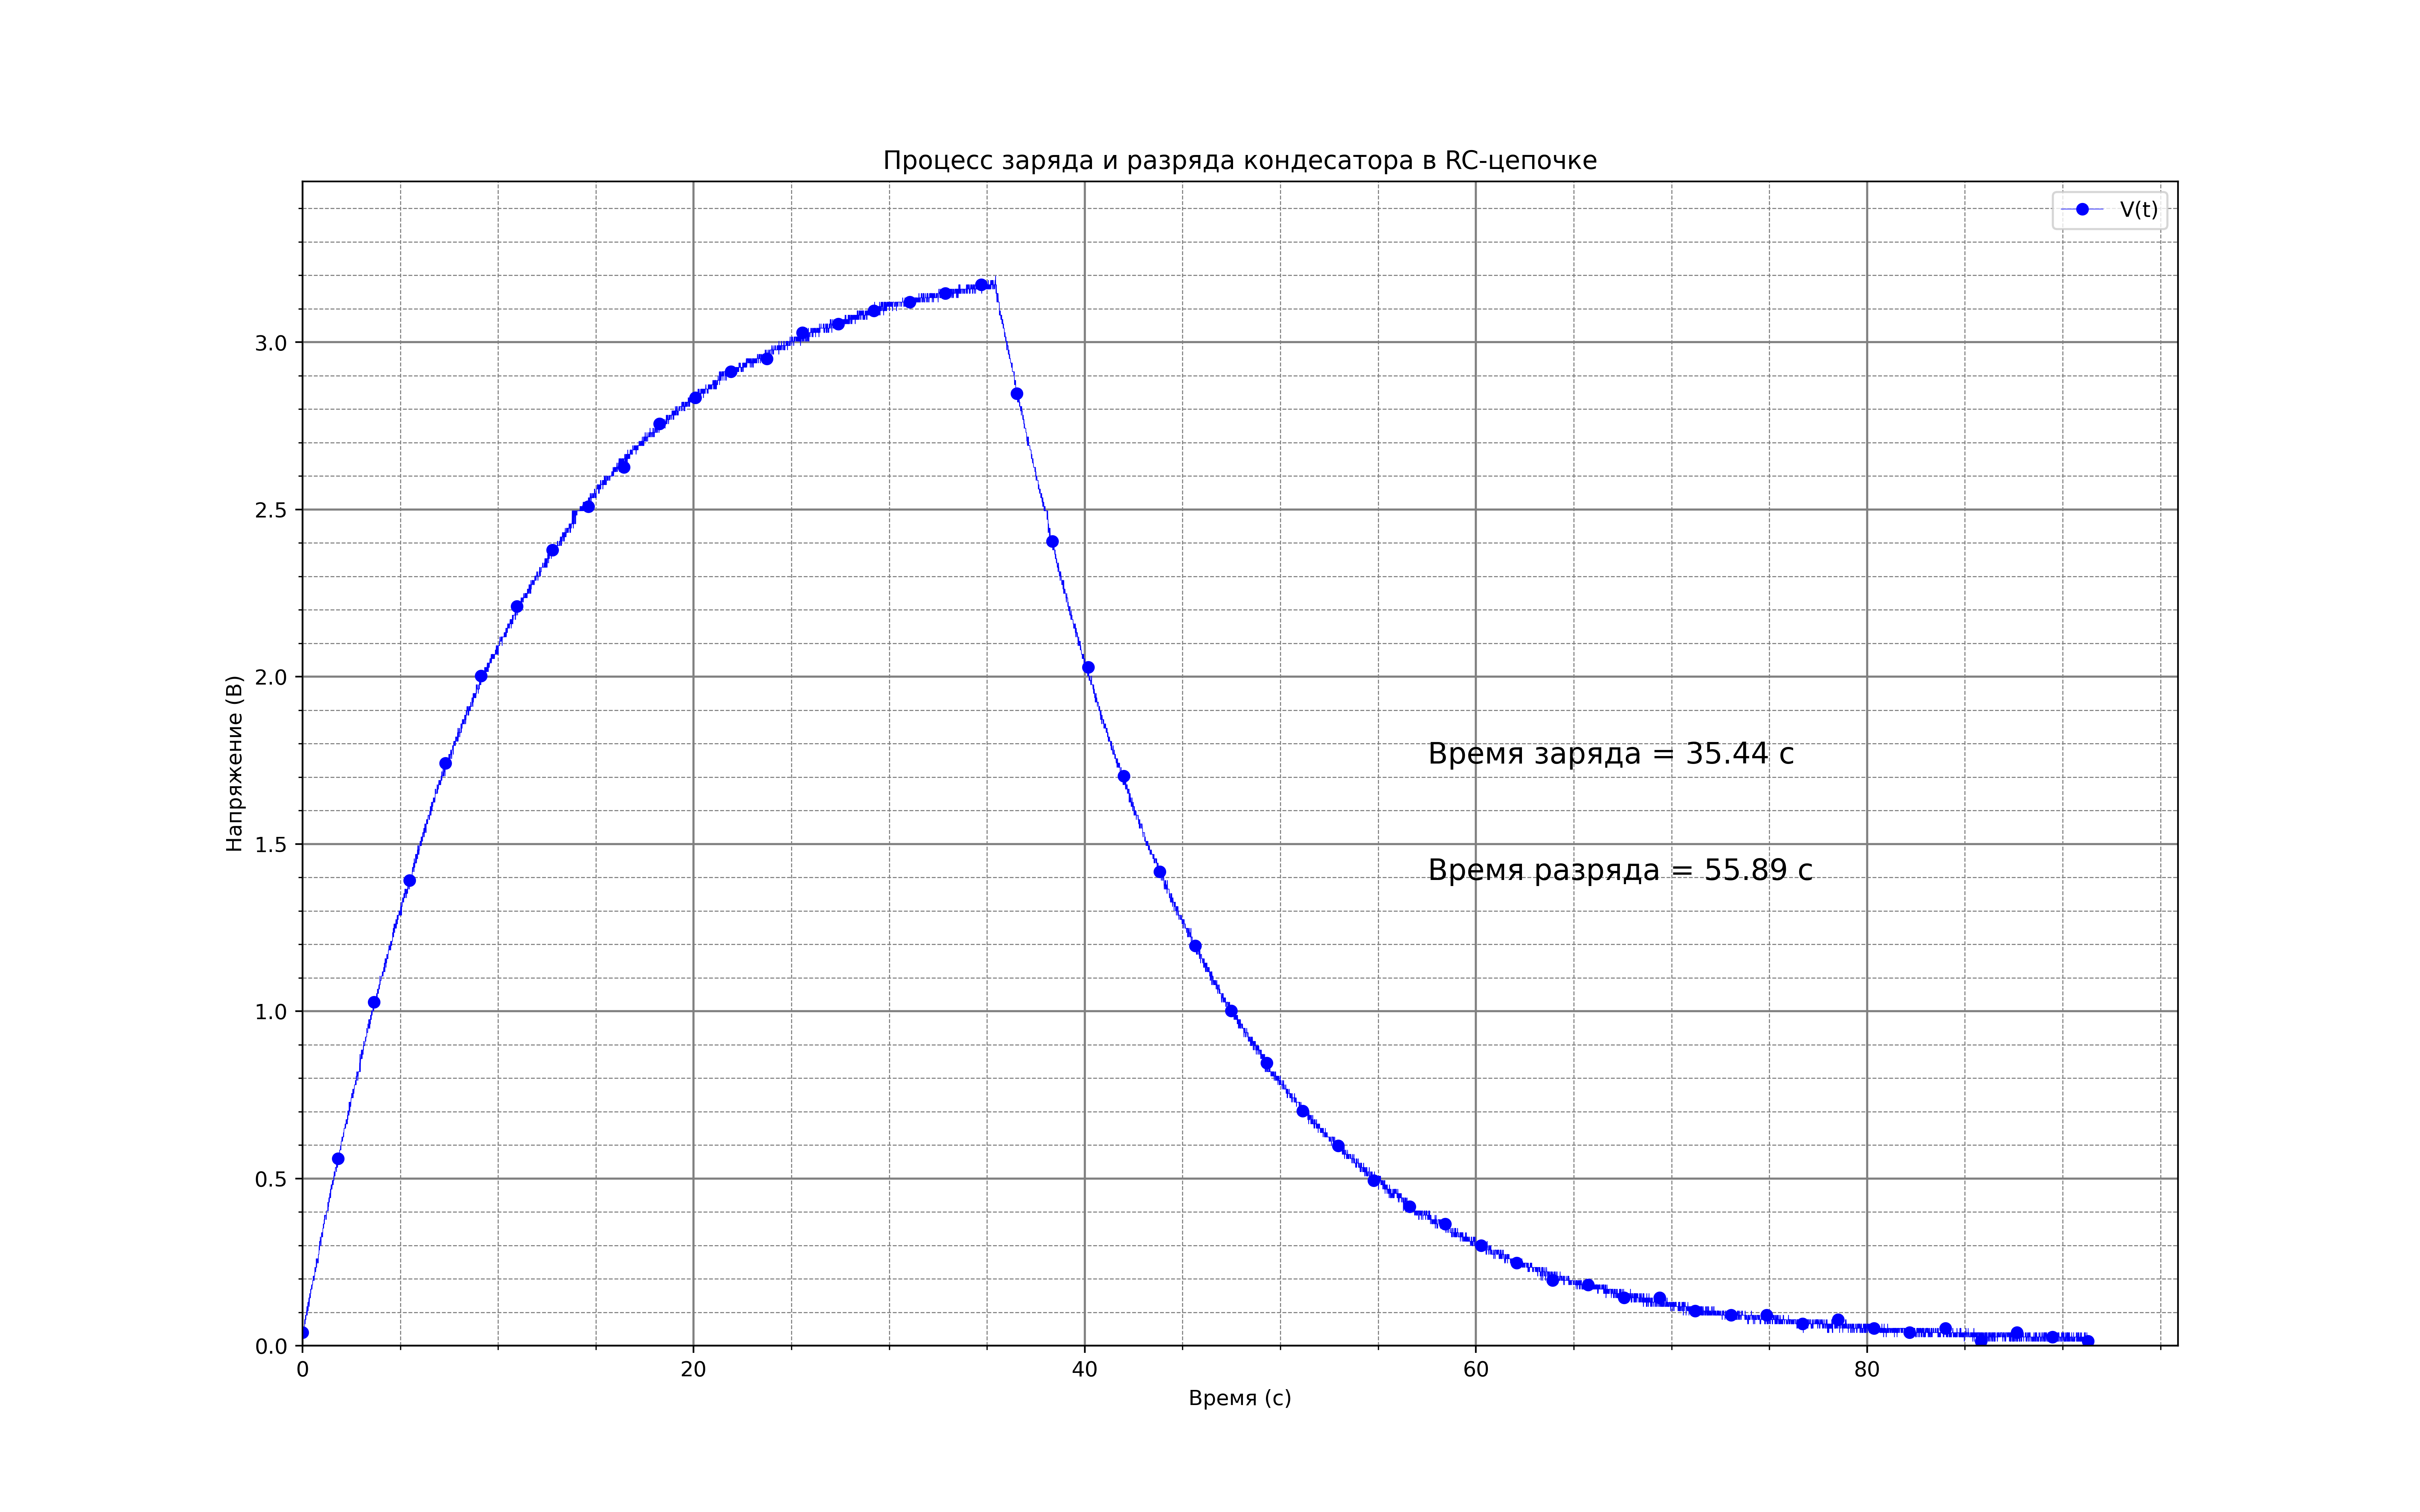 Процесс заряда и разряда кондесатора в RC-цепочке
V(t)
Напряжение (В)
3.0
2.5
2.0
1.5
1.0
0.5
0.0
Время заряда = 35.44 с
Время разряда = 55.89 с
0 20 40 60 80
Время (с)